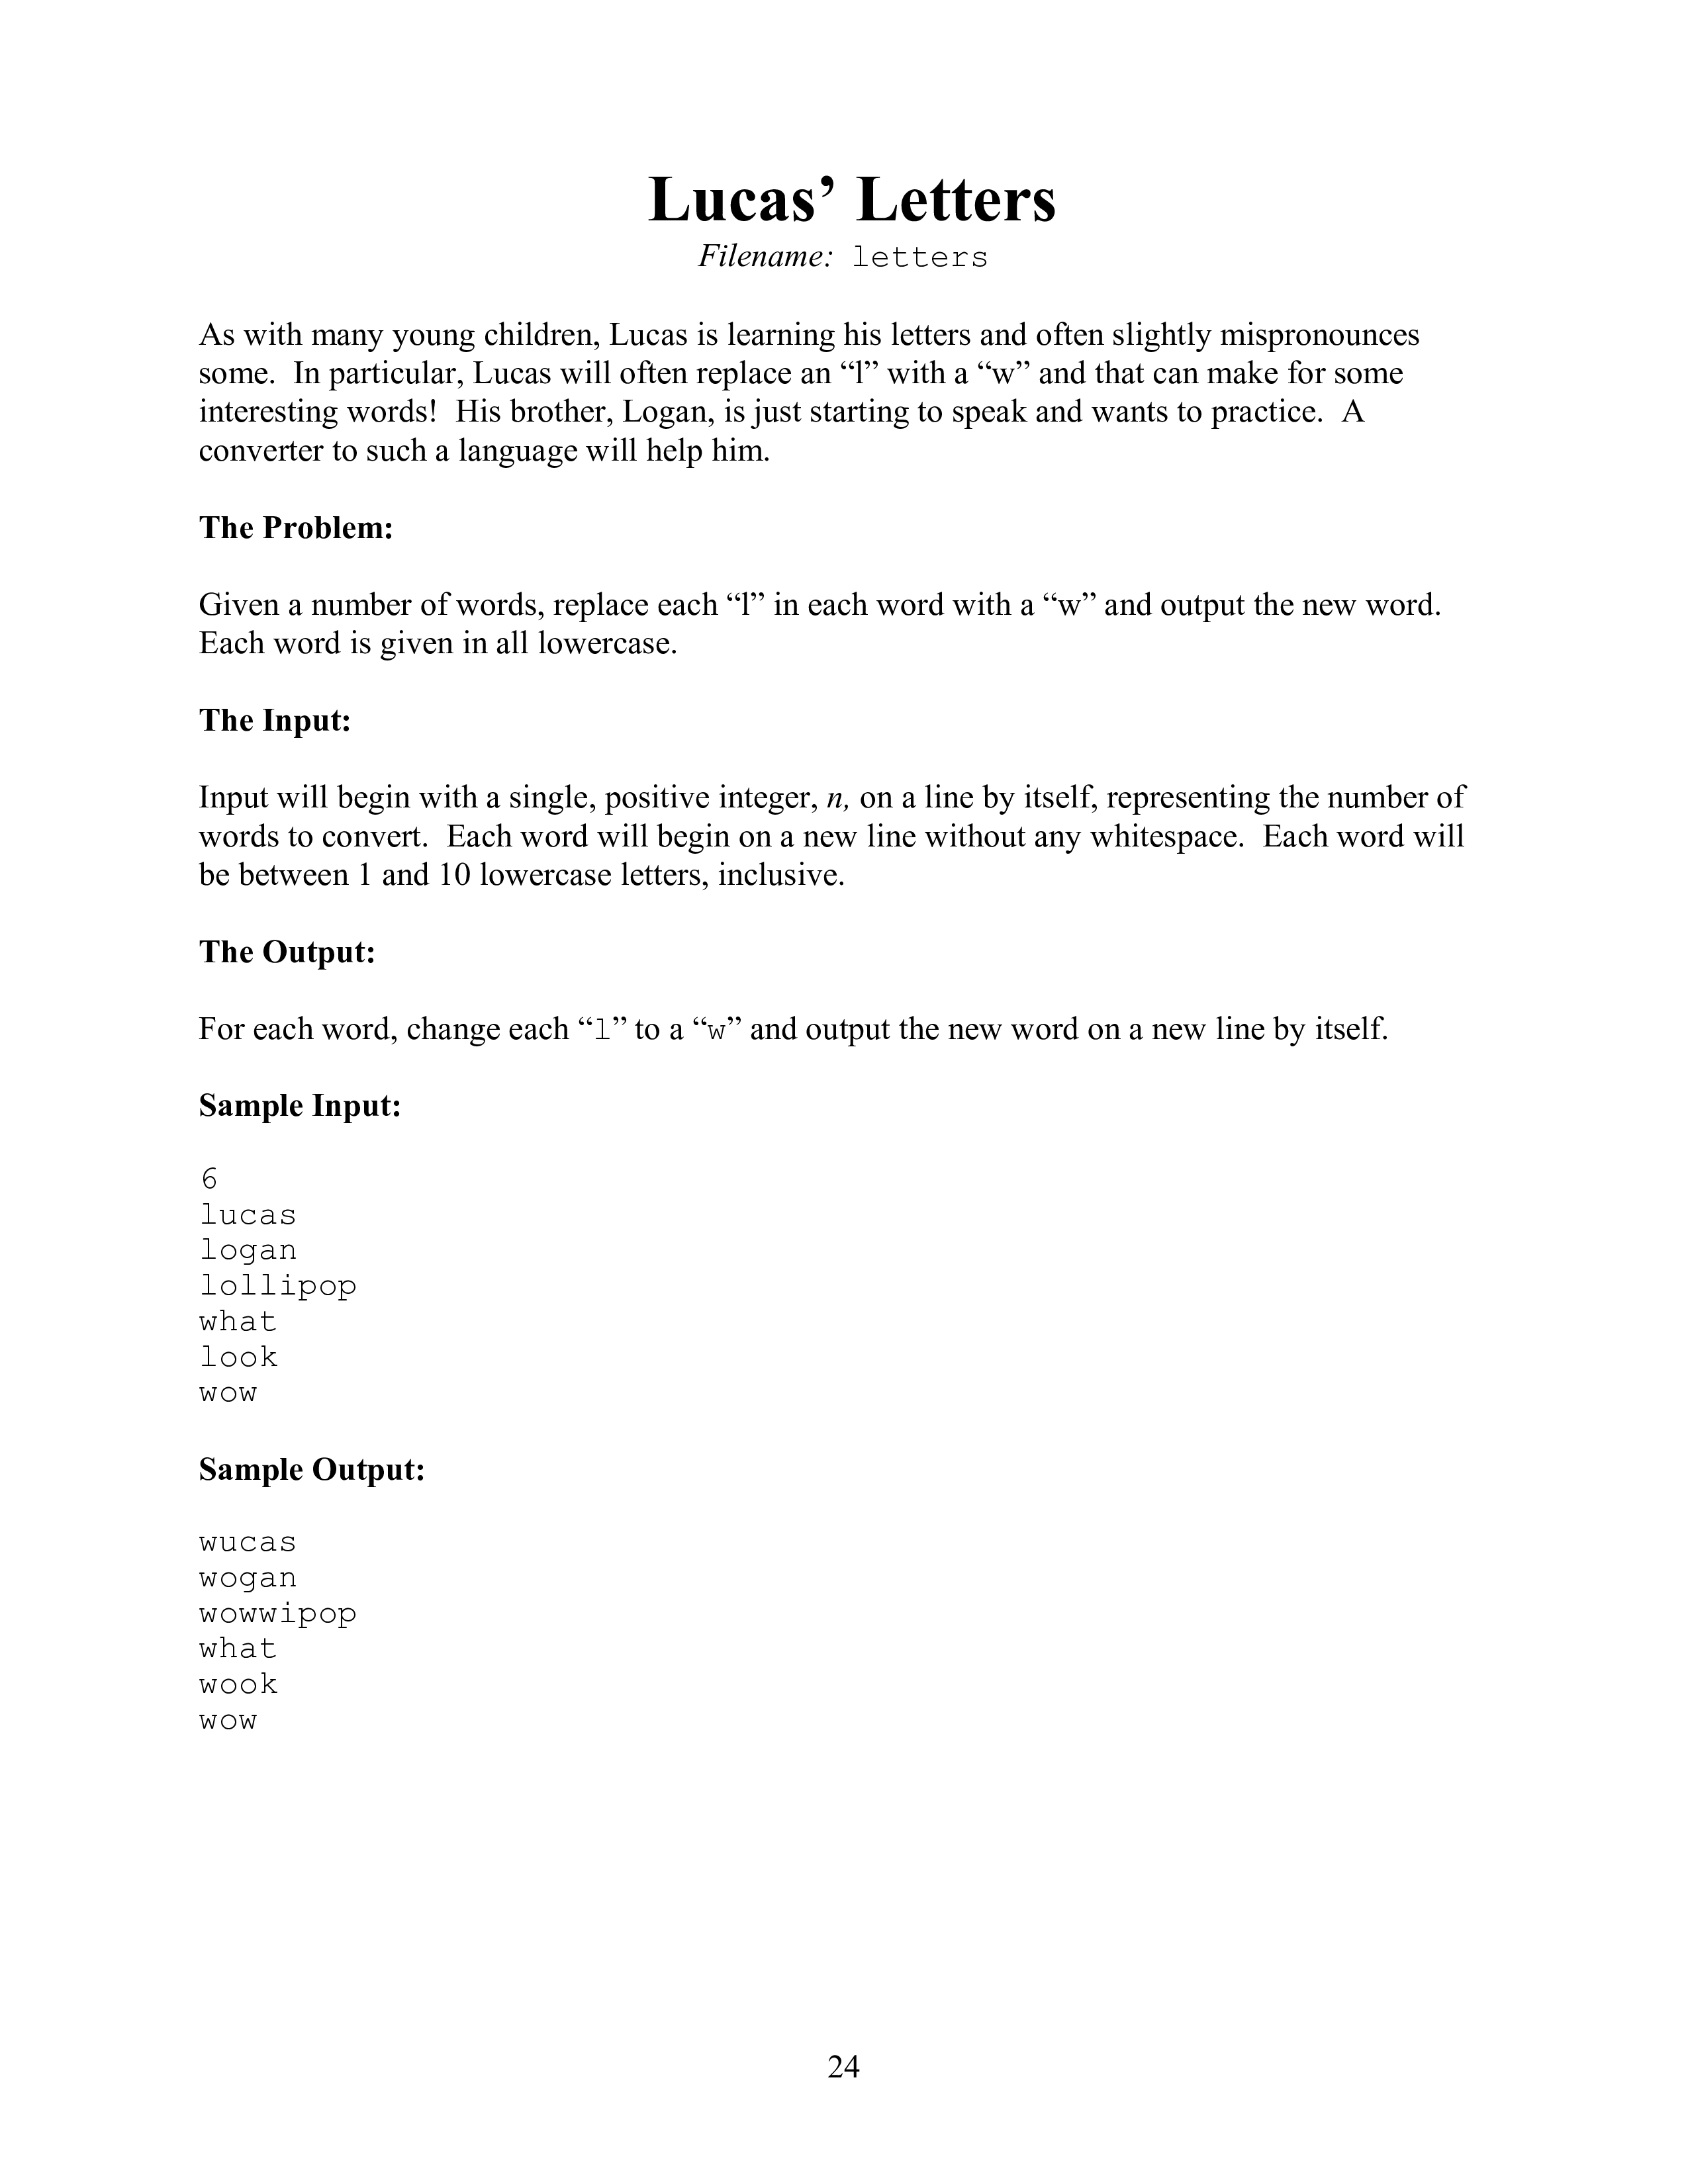 Lucas’ Letters
Filename: letters
As with many young children, Lucas is learning his letters and often slightly mispronounces
some.  In particular, Lucas will often replace an “l” with a “w” and that can make for some
interesting words!  His brother, Logan, is just starting to speak and wants to practice.  A
converter to such a language will help him.
The Problem:
Given a number of words, replace each “l” in each word with a “w” and output the new word.
Each word is given in all lowercase.
The Input:
Input will begin with a single, positive integer, n, on a line by itself, representing the number of
words to convert.  Each word will begin on a new line without any whitespace.  Each word will
be between 1 and 10 lowercase letters, inclusive.
The Output:
For each word, change each “l” to a “w” and output the new word on a new line by itself.
Sample Input:
6
lucas
logan
lollipop
what
look
wow
Sample Output:
wucas
wogan
wowwipop
what
wook
wow
24